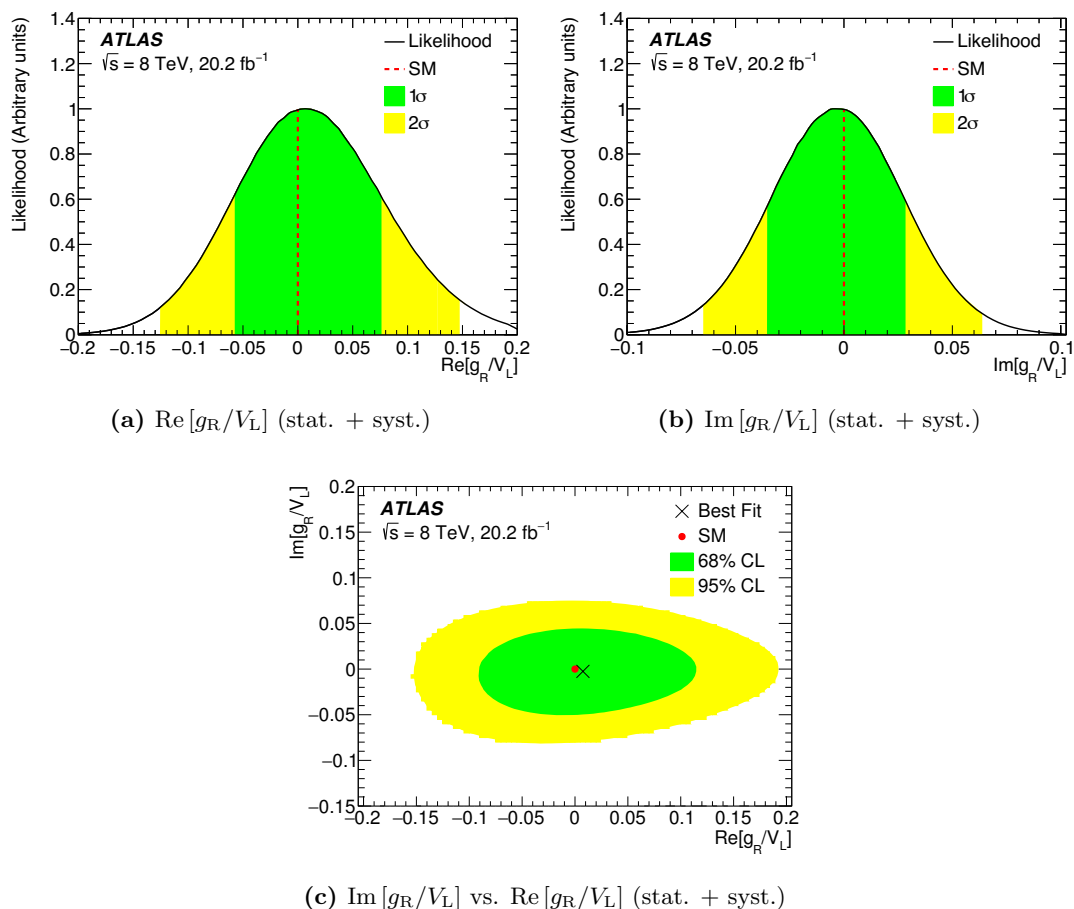 Likelihood (Arbitrary units)
1.4
1.2
1
0.8
0.6
0.4
0.2
0
ATLAS
√s = 8 TeV, 20.2 fb⁻¹
Likelihood
SM
1σ
2σ
−0.2 −0.15 −0.1 −0.05 0 0.05 0.1 0.15 0.2
Re[g_R/V_L]
(a) Re [g_R/V_L] (stat. + syst.)
Likelihood (Arbitrary units)
1.4
1.2
1
0.8
0.6
0.4
0.2
0
ATLAS
√s = 8 TeV, 20.2 fb⁻¹
Likelihood
SM
1σ
2σ
−0.1 −0.05 0 0.05 0.1
Im[g_R/V_L]
(b) Im [g_R/V_L] (stat. + syst.)
Im[g_R/V_L]
0.2
0.15
0.1
0.05
0
−0.05
−0.1
−0.15
ATLAS
√s = 8 TeV, 20.2 fb⁻¹
Best Fit
SM
68% CL
95% CL
−0.2 −0.15 −0.1 −0.05 0 0.05 0.1 0.15 0.2
Re[g_R/V_L]
(c) Im [g_R/V_L] vs. Re [g_R/V_L] (stat. + syst.)